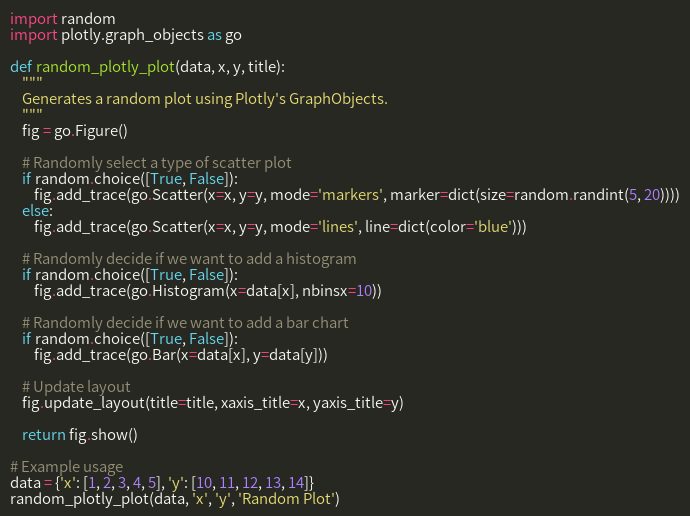 import random
import plotly.graph_objects as go

def random_plotly_plot(data, x, y, title):
    """
    Generates a random plot using Plotly's GraphObjects.
    """
    fig = go.Figure()

    # Randomly select a type of scatter plot
    if random.choice([True, False]):
        fig.add_trace(go.Scatter(x=x, y=y, mode='markers', marker=dict(size=random.randint(5, 20))))
    else:
        fig.add_trace(go.Scatter(x=x, y=y, mode='lines', line=dict(color='blue')))

    # Randomly decide if we want to add a histogram
    if random.choice([True, False]):
        fig.add_trace(go.Histogram(x=data[x], nbinsx=10))

    # Randomly decide if we want to add a bar chart
    if random.choice([True, False]):
        fig.add_trace(go.Bar(x=data[x], y=data[y]))

    # Update layout
    fig.update_layout(title=title, xaxis_title=x, yaxis_title=y)

    return fig.show()

# Example usage
data = {'x': [1, 2, 3, 4, 5], 'y': [10, 11, 12, 13, 14]}
random_plotly_plot(data, 'x', 'y', 'Random Plot')